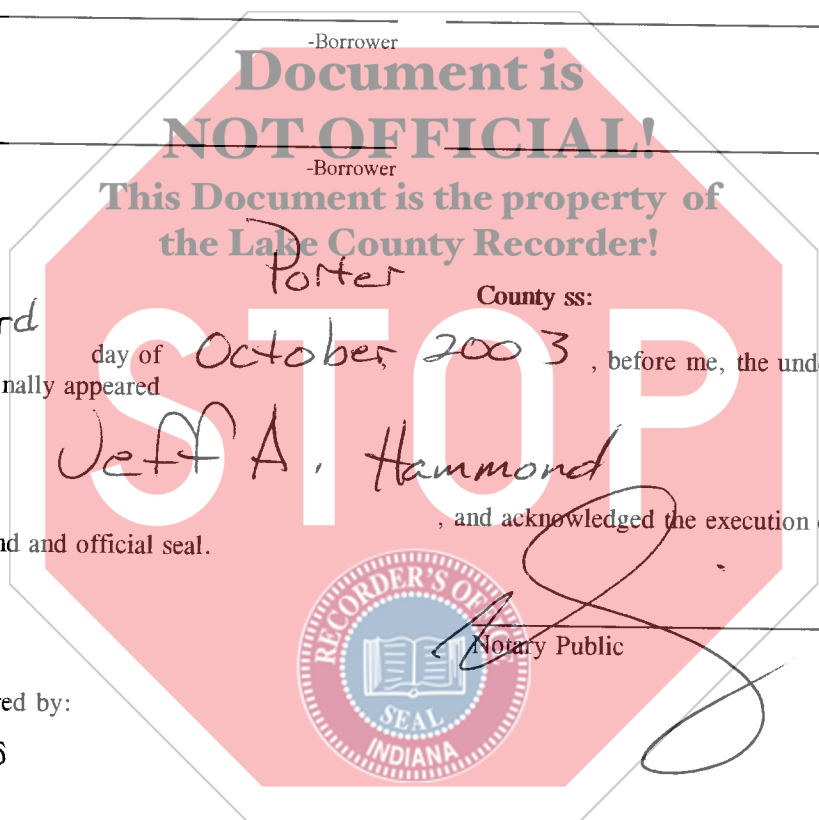 -Borrower
Document is
NOT OFFICIAL!
-Borrower
This Document is the property of
the Lake County Recorder!
Porter
County ss:
rd
day of October, 2003 , before me, the und
nally appeared
STOP
Jeff A. Hammond
, and acknowledged the execution
nd and official seal.
RECORDER'S OFFICE
Notary Public
SEAL
INDIANA
ed by: